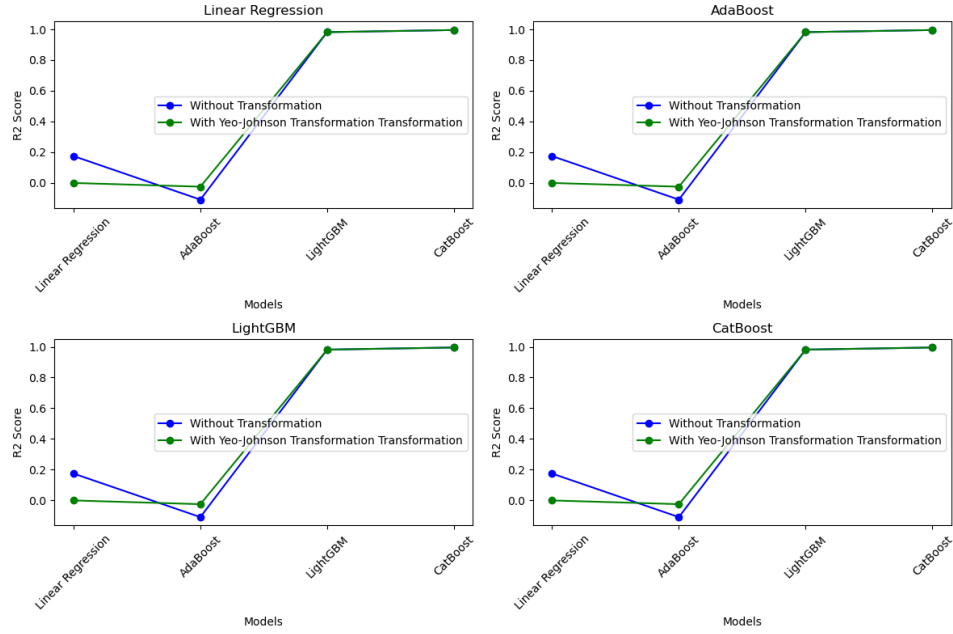 Linear Regression
1.0
0.8
0.6
0.4
0.2
0.0
R2 Score
Without Transformation
With Yeo-Johnson Transformation Transformation
Linear Regression
AdaBoost
LightGBM
CatBoost
Models
AdaBoost
1.0
0.8
0.6
0.4
0.2
0.0
R2 Score
Without Transformation
With Yeo-Johnson Transformation Transformation
Linear Regression
AdaBoost
LightGBM
CatBoost
Models
LightGBM
1.0
0.8
0.6
0.4
0.2
0.0
R2 Score
Without Transformation
With Yeo-Johnson Transformation Transformation
Linear Regression
AdaBoost
LightGBM
CatBoost
Models
CatBoost
1.0
0.8
0.6
0.4
0.2
0.0
R2 Score
Without Transformation
With Yeo-Johnson Transformation Transformation
Linear Regression
AdaBoost
LightGBM
CatBoost
Models